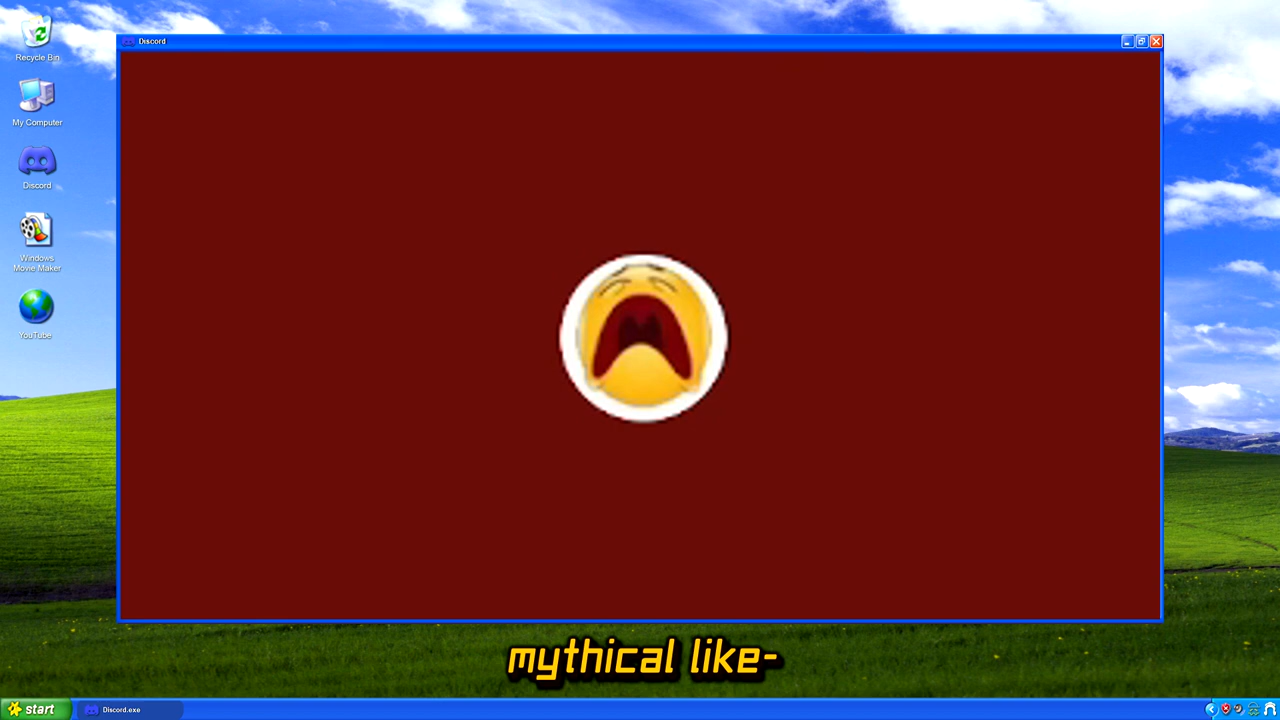 Discord
Recycle Bin
My Computer
Discord
Windows
Movie Maker
YouTube
mythical like-
start
Discord.exe